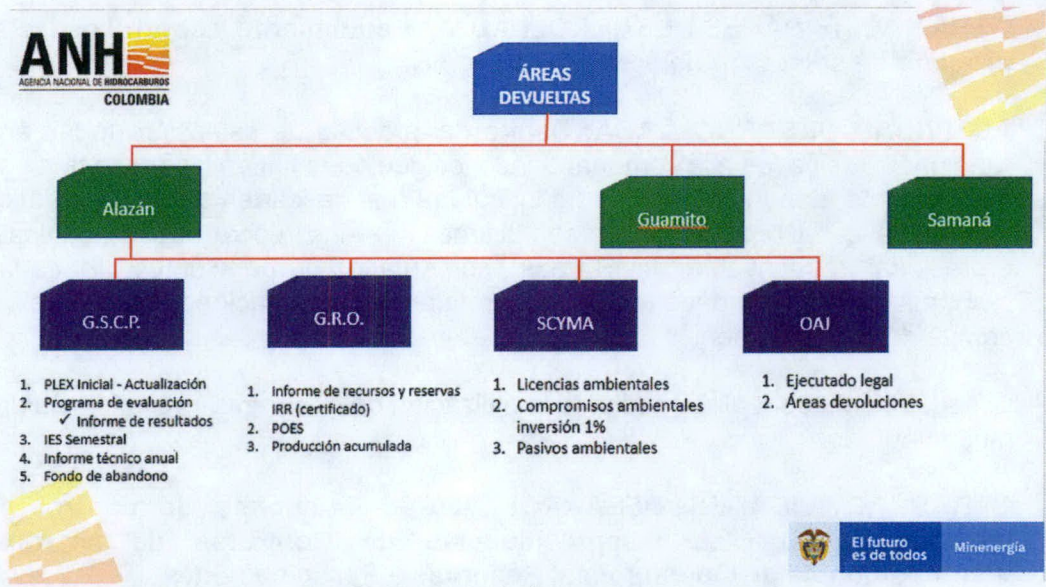 ANH
AGENCIA NACIONAL DE HIDROCARBUROS
COLOMBIA
ÁREAS
DEVUELTAS
Alazán
Guamito
Samaná
G.S.C.P.
G.R.O.
SCYMA
OAJ
1. PLEX Inicial - Actualización
2. Programa de evaluación
✓ Informe de resultados
3. IES Semestral
4. Informe técnico anual
5. Fondo de abandono
1. Informe de recursos y reservas
IRR (certificado)
2. POES
3. Producción acumulada
1. Licencias ambientales
2. Compromisos ambientales
inversión 1%
3. Pasivos ambientales
1. Ejecutado legal
2. Áreas devoluciones
El futuro
es de todos
Minenergía